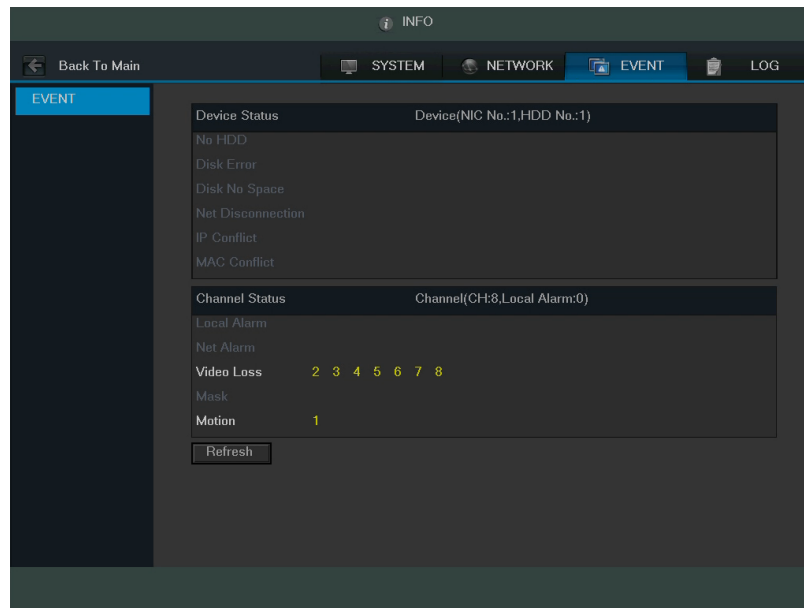 INFO
Back To Main SYSTEM NETWORK EVENT LOG
EVENT
Device Status Device(NIC No.:1,HDD No.:1)
No HDD
Disk Error
Disk No Space
Net Disconnection
IP Conflict
MAC Conflict
Channel Status Channel(CH:8,Local Alarm:0)
Local Alarm
Net Alarm
Video Loss 2 3 4 5 6 7 8
Mask
Motion 1
Refresh